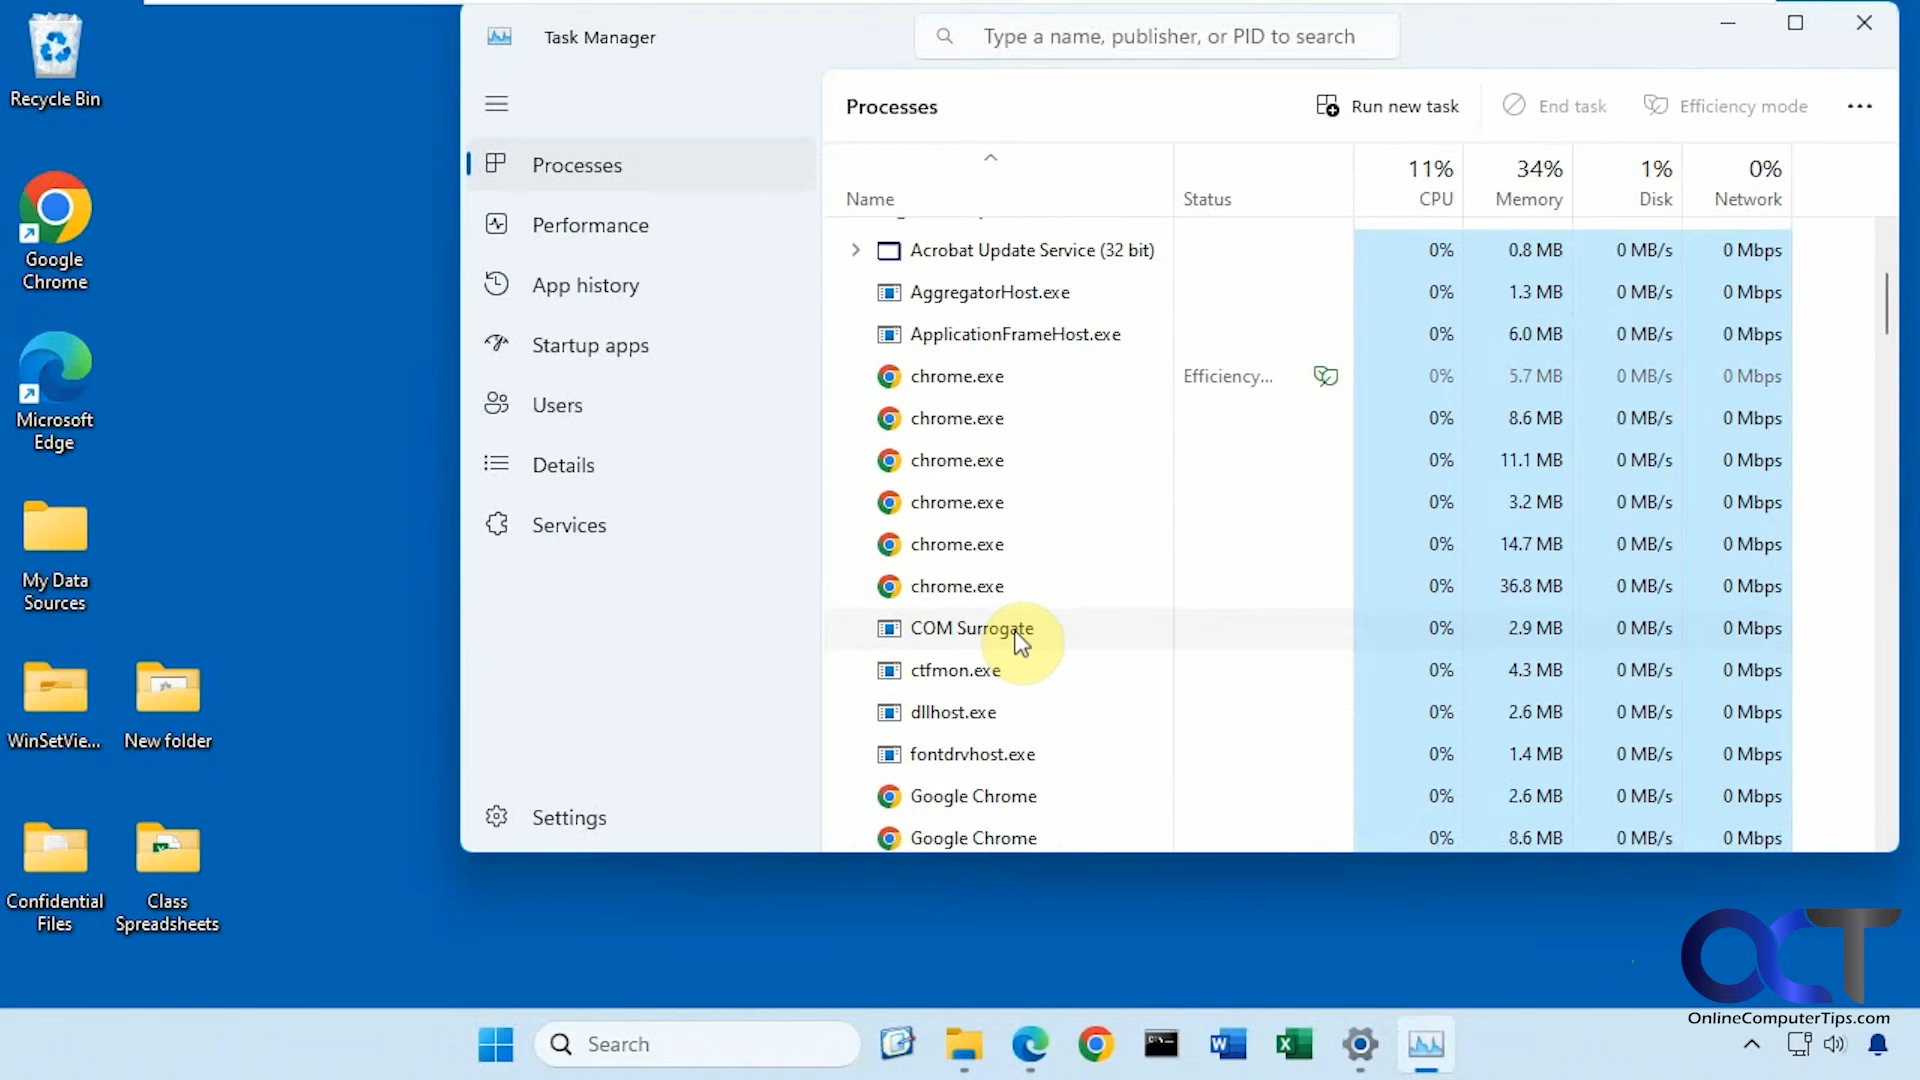 Recycle Bin
Google
Chrome
Microsoft
Edge
My Data
Sources
WinSetVie...
New folder
Confidential
Files
Class
Spreadsheets
Task Manager
Type a name, publisher, or PID to search
Processes
Performance
App history
Startup apps
Users
Details
Services
Settings
Processes
Run new task
End task
Efficiency mode
11% 34% 1% 0%
Name Status CPU Memory Disk Network
Acrobat Update Service (32 bit) 0% 0.8 MB 0 MB/s 0 Mbps
AggregatorHost.exe 0% 1.3 MB 0 MB/s 0 Mbps
ApplicationFrameHost.exe 0% 6.0 MB 0 MB/s 0 Mbps
chrome.exe Efficiency... 0% 5.7 MB 0 MB/s 0 Mbps
chrome.exe 0% 8.6 MB 0 MB/s 0 Mbps
chrome.exe 0% 11.1 MB 0 MB/s 0 Mbps
chrome.exe 0% 3.2 MB 0 MB/s 0 Mbps
chrome.exe 0% 14.7 MB 0 MB/s 0 Mbps
chrome.exe 0% 36.8 MB 0 MB/s 0 Mbps
COM Surrogate 0% 2.9 MB 0 MB/s 0 Mbps
ctfmon.exe 0% 4.3 MB 0 MB/s 0 Mbps
dllhost.exe 0% 2.6 MB 0 MB/s 0 Mbps
fontdrvhost.exe 0% 1.4 MB 0 MB/s 0 Mbps
Google Chrome 0% 2.6 MB 0 MB/s 0 Mbps
Google Chrome 0% 8.6 MB 0 MB/s 0 Mbps
OCT
OnlineComputerTips.com
Search